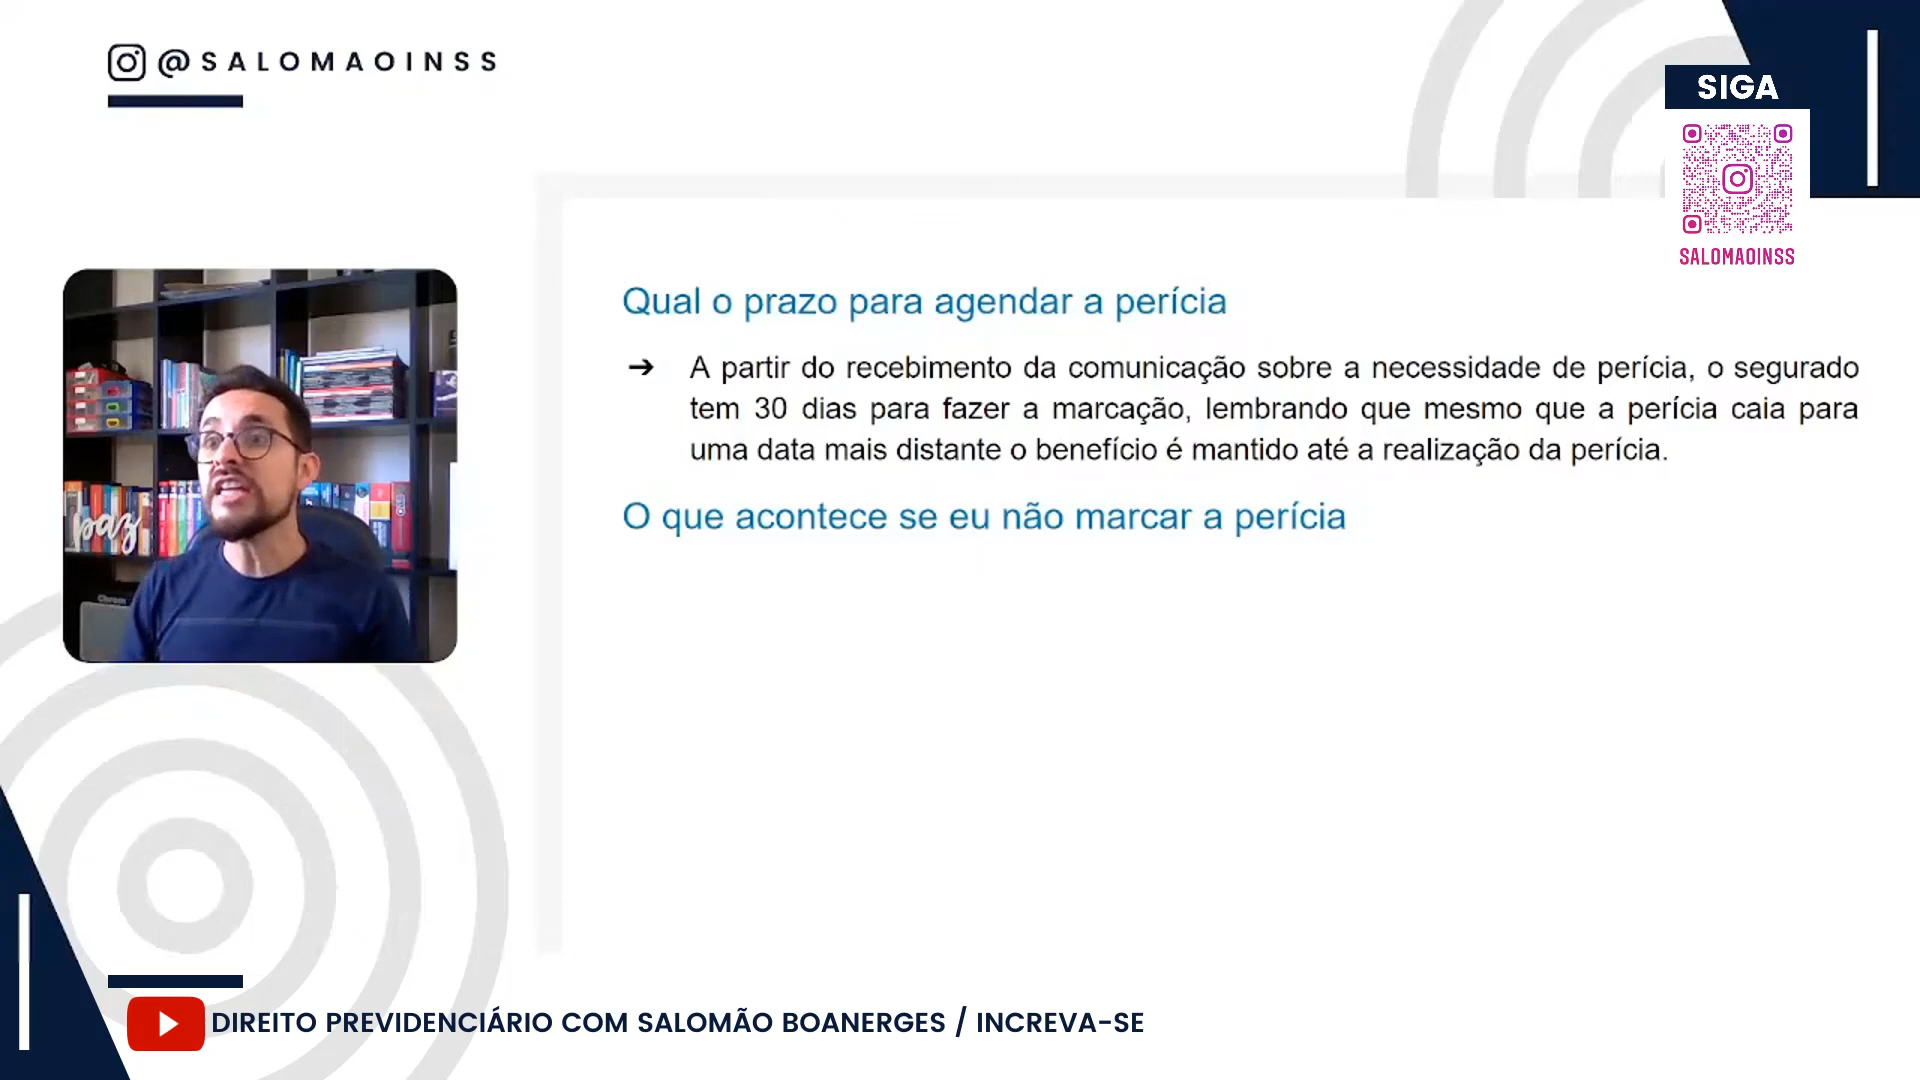 @SALOMAOINSS
SIGA
SALOMAOINSS
Qual o prazo para agendar a perícia
➔ A partir do recebimento da comunicação sobre a necessidade de perícia, o segurado
tem 30 dias para fazer a marcação, lembrando que mesmo que a perícia caia para
uma data mais distante o benefício é mantido até a realização da perícia.
O que acontece se eu não marcar a perícia
paz
DIREITO PREVIDENCIÁRIO COM SALOMÃO BOANERGES / INCREVA-SE